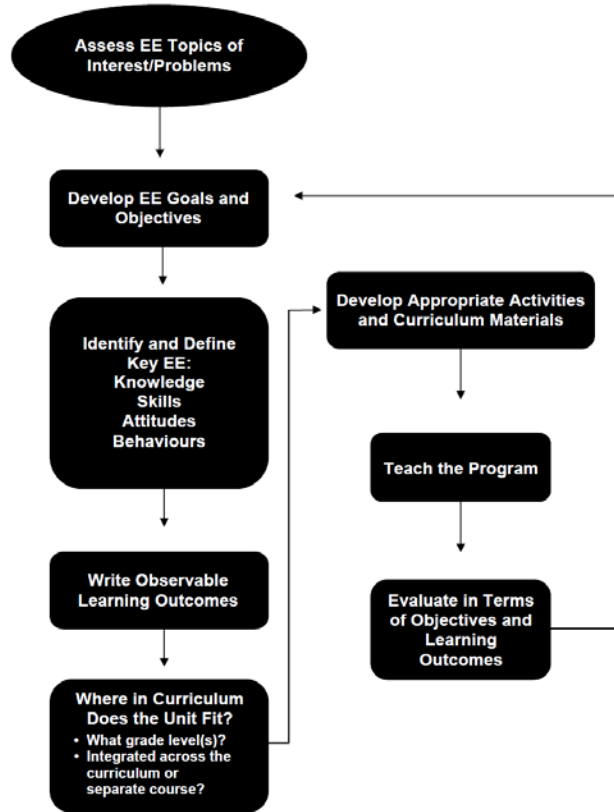 Assess EE Topics of
Interest/Problems
Develop EE Goals and
Objectives
Identify and Define
Key EE:
Knowledge
Skills
Attitudes
Behaviours
Write Observable
Learning Outcomes
Where in Curriculum
Does the Unit Fit?
• What grade level(s)?
• Integrated across the
curriculum or
separate course?
Develop Appropriate Activities
and Curriculum Materials
Teach the Program
Evaluate in Terms
of Objectives and
Learning
Outcomes